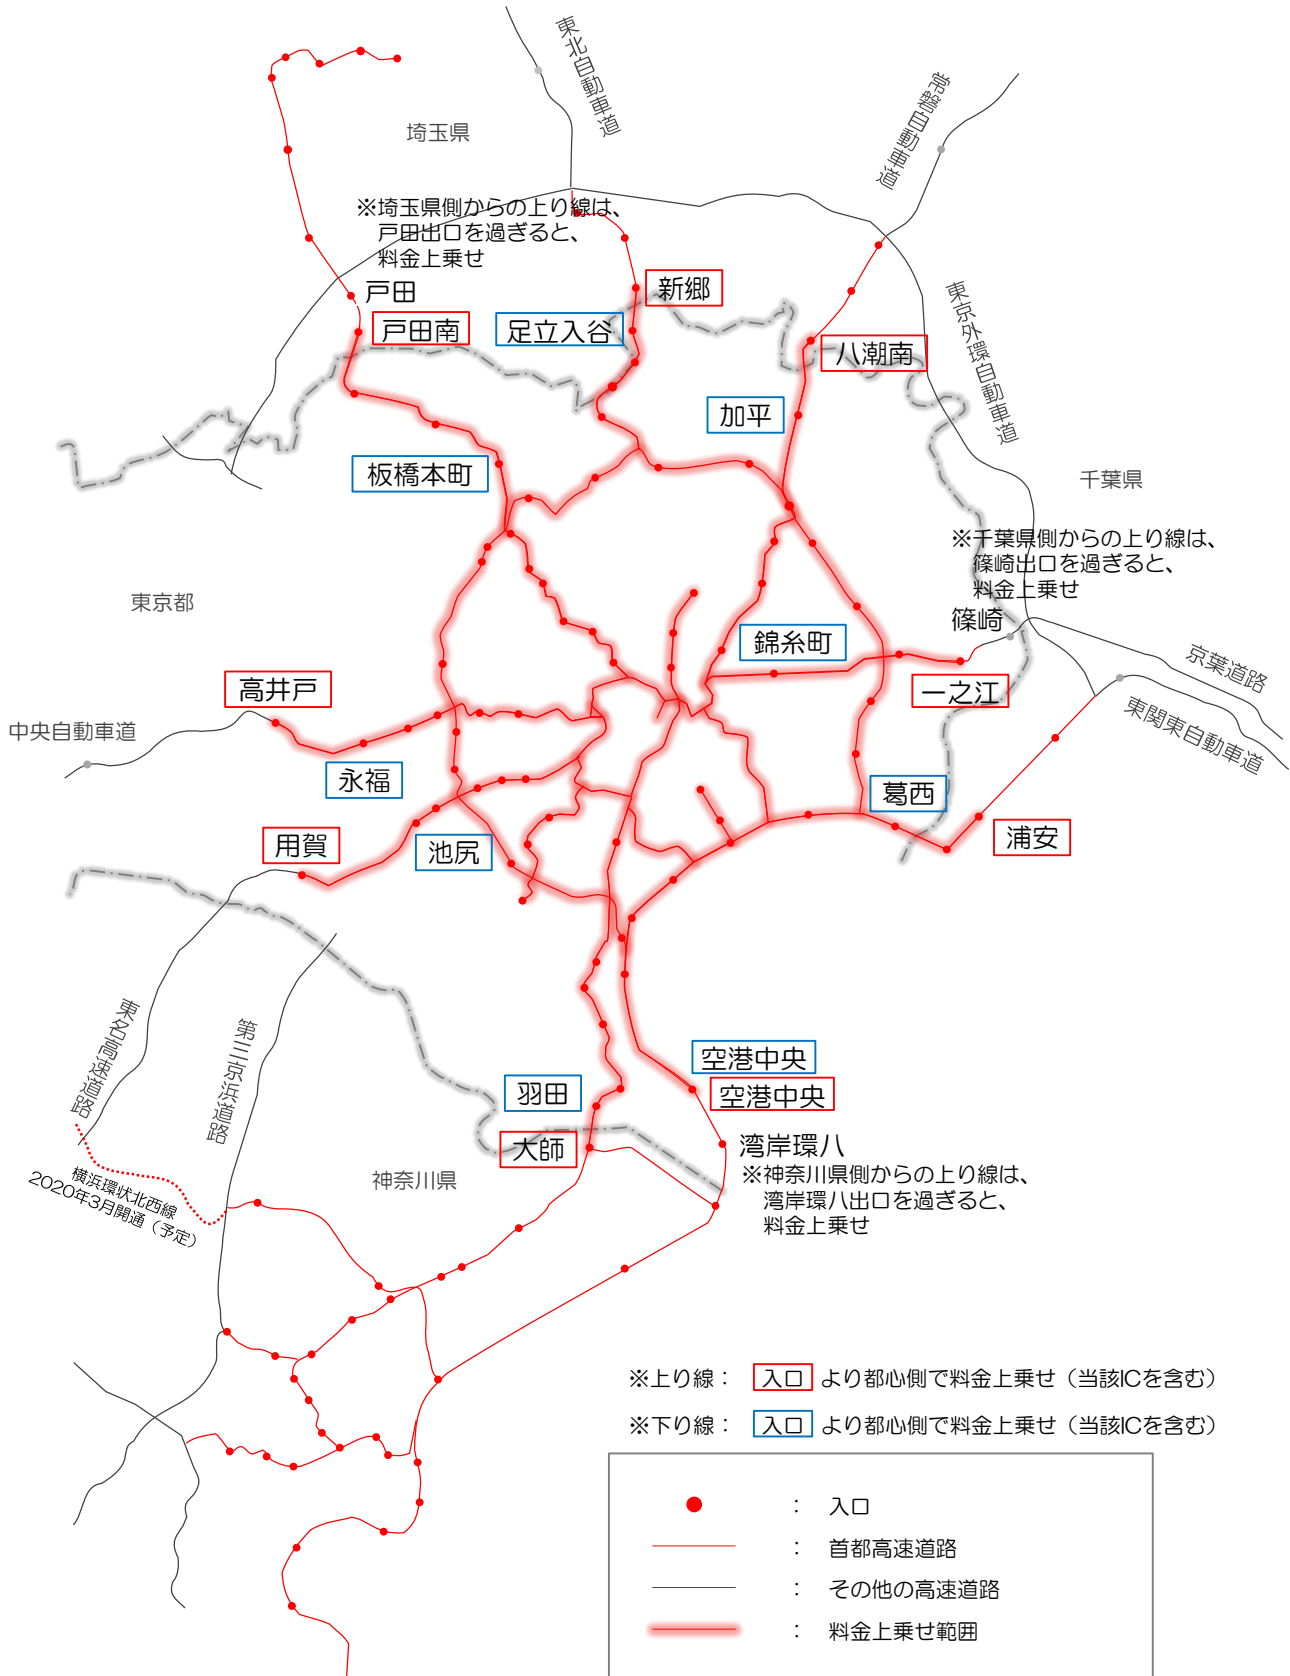 東北自動車道
常磐自動車道
埼玉県
※埼玉県側からの上り線は、
戸田出口を過ぎると、
料金上乗せ
戸田
新郷
戸田南
足立入谷
八潮南
東京外環自動車道
加平
板橋本町
千葉県
※千葉県側からの上り線は、
篠崎出口を過ぎると、
料金上乗せ
東京都
篠崎
錦糸町
京葉道路
高井戸
一之江
東関東自動車道
中央自動車道
永福
葛西
用賀
池尻
浦安
東名高速道路
第三京浜道路
空港中央
羽田
空港中央
大師
湾岸環八
※神奈川県側からの上り線は、
湾岸環八出口を過ぎると、
料金上乗せ
神奈川県
横浜環状北西線
2020年3月開通（予定）
※上り線： 入口 より都心側で料金上乗せ（当該ICを含む）
※下り線： 入口 より都心側で料金上乗せ（当該ICを含む）
： 入口
： 首都高速道路
： その他の高速道路
： 料金上乗せ範囲